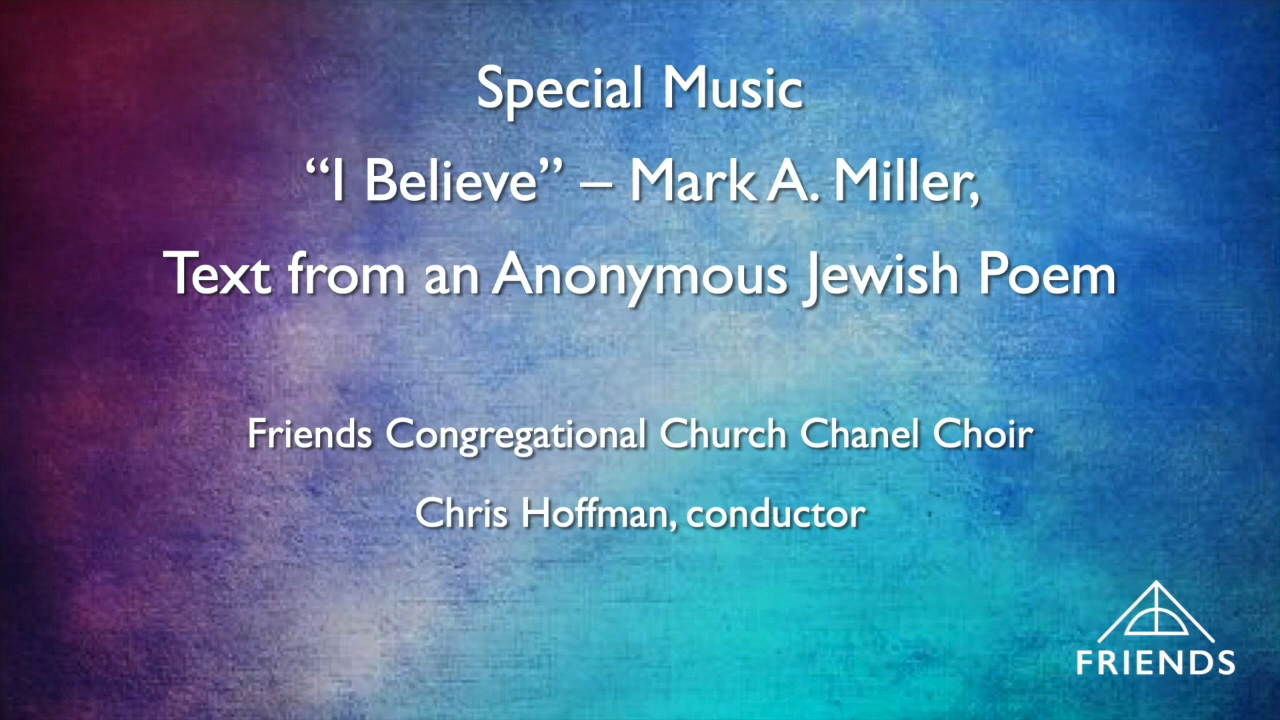 Special Music
“I Believe” – Mark A. Miller,
Text from an Anonymous Jewish Poem
Friends Congregational Church Chanel Choir
Chris Hoffman, conductor
FRIENDS